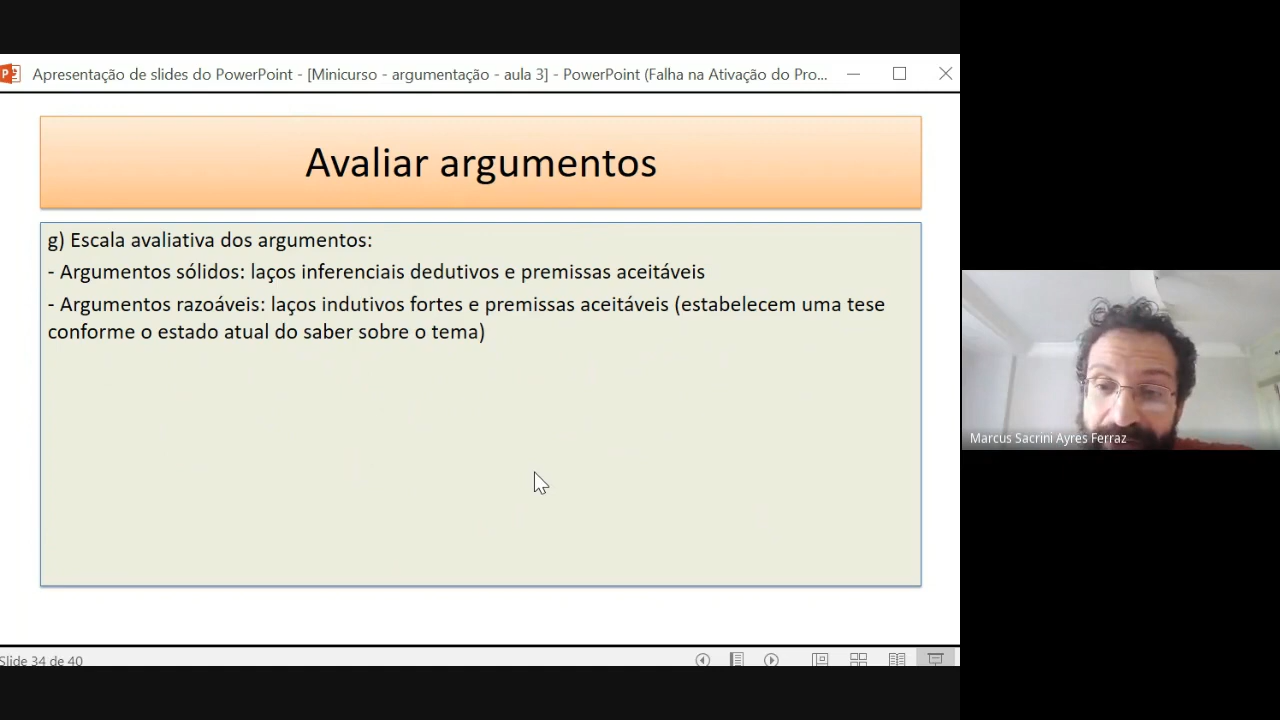 Apresentação de slides do PowerPoint - [Minicurso - argumentação - aula 3] - PowerPoint (Falha na Ativação do Pro...
Avaliar argumentos
g) Escala avaliativa dos argumentos:
- Argumentos sólidos: laços inferenciais dedutivos e premissas aceitáveis
- Argumentos razoáveis: laços indutivos fortes e premissas aceitáveis (estabelecem uma tese
conforme o estado atual do saber sobre o tema)
Marcus Sacrini Ayres Ferraz
Slide 34 de 40